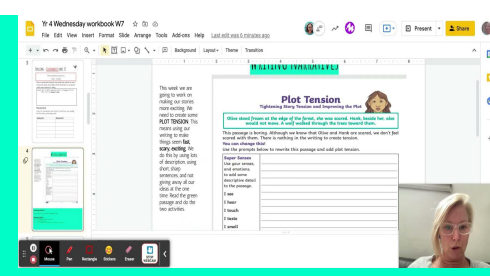 Yr 4 Wednesday workbook W7
File Edit View Insert Format Slide Arrange Tools Add-ons Help Last edit was 6 minutes ago
Present
Share
Background Layout Theme Transition
WRITING NARRATIVES
This week we are
going to work on
making our stories
more exciting. We
need to create some
PLOT TENSION. This
means using our
writing to make
things seem fast,
scary, exciting. We
do this by using lots
of description, using
short, sharp
sentences, and not
giving away all our
ideas at the one
time. Read the green
passage and do the
two activities.
Plot Tension
Tightening Story Tension and Improving the Plot
Olive stood frozen at the edge of the forest, she was scared. Hank, beside her, also
would not move. A wolf walked through the trees toward them.
This passage is boring. Although we know that Olive and Hank are scared, we don't feel
scared with them. There is nothing in the writing to create tension.
You can change this!
Use the prompts below to rewrite this passage and add plot tension.
Super Senses
Use your senses,
and emotions
to add some
descriptive detail
to the passage.
I see
I hear
I touch
I taste
I smell
Mouse Pen Rectangle Stickers Eraser STOP WEBCAM